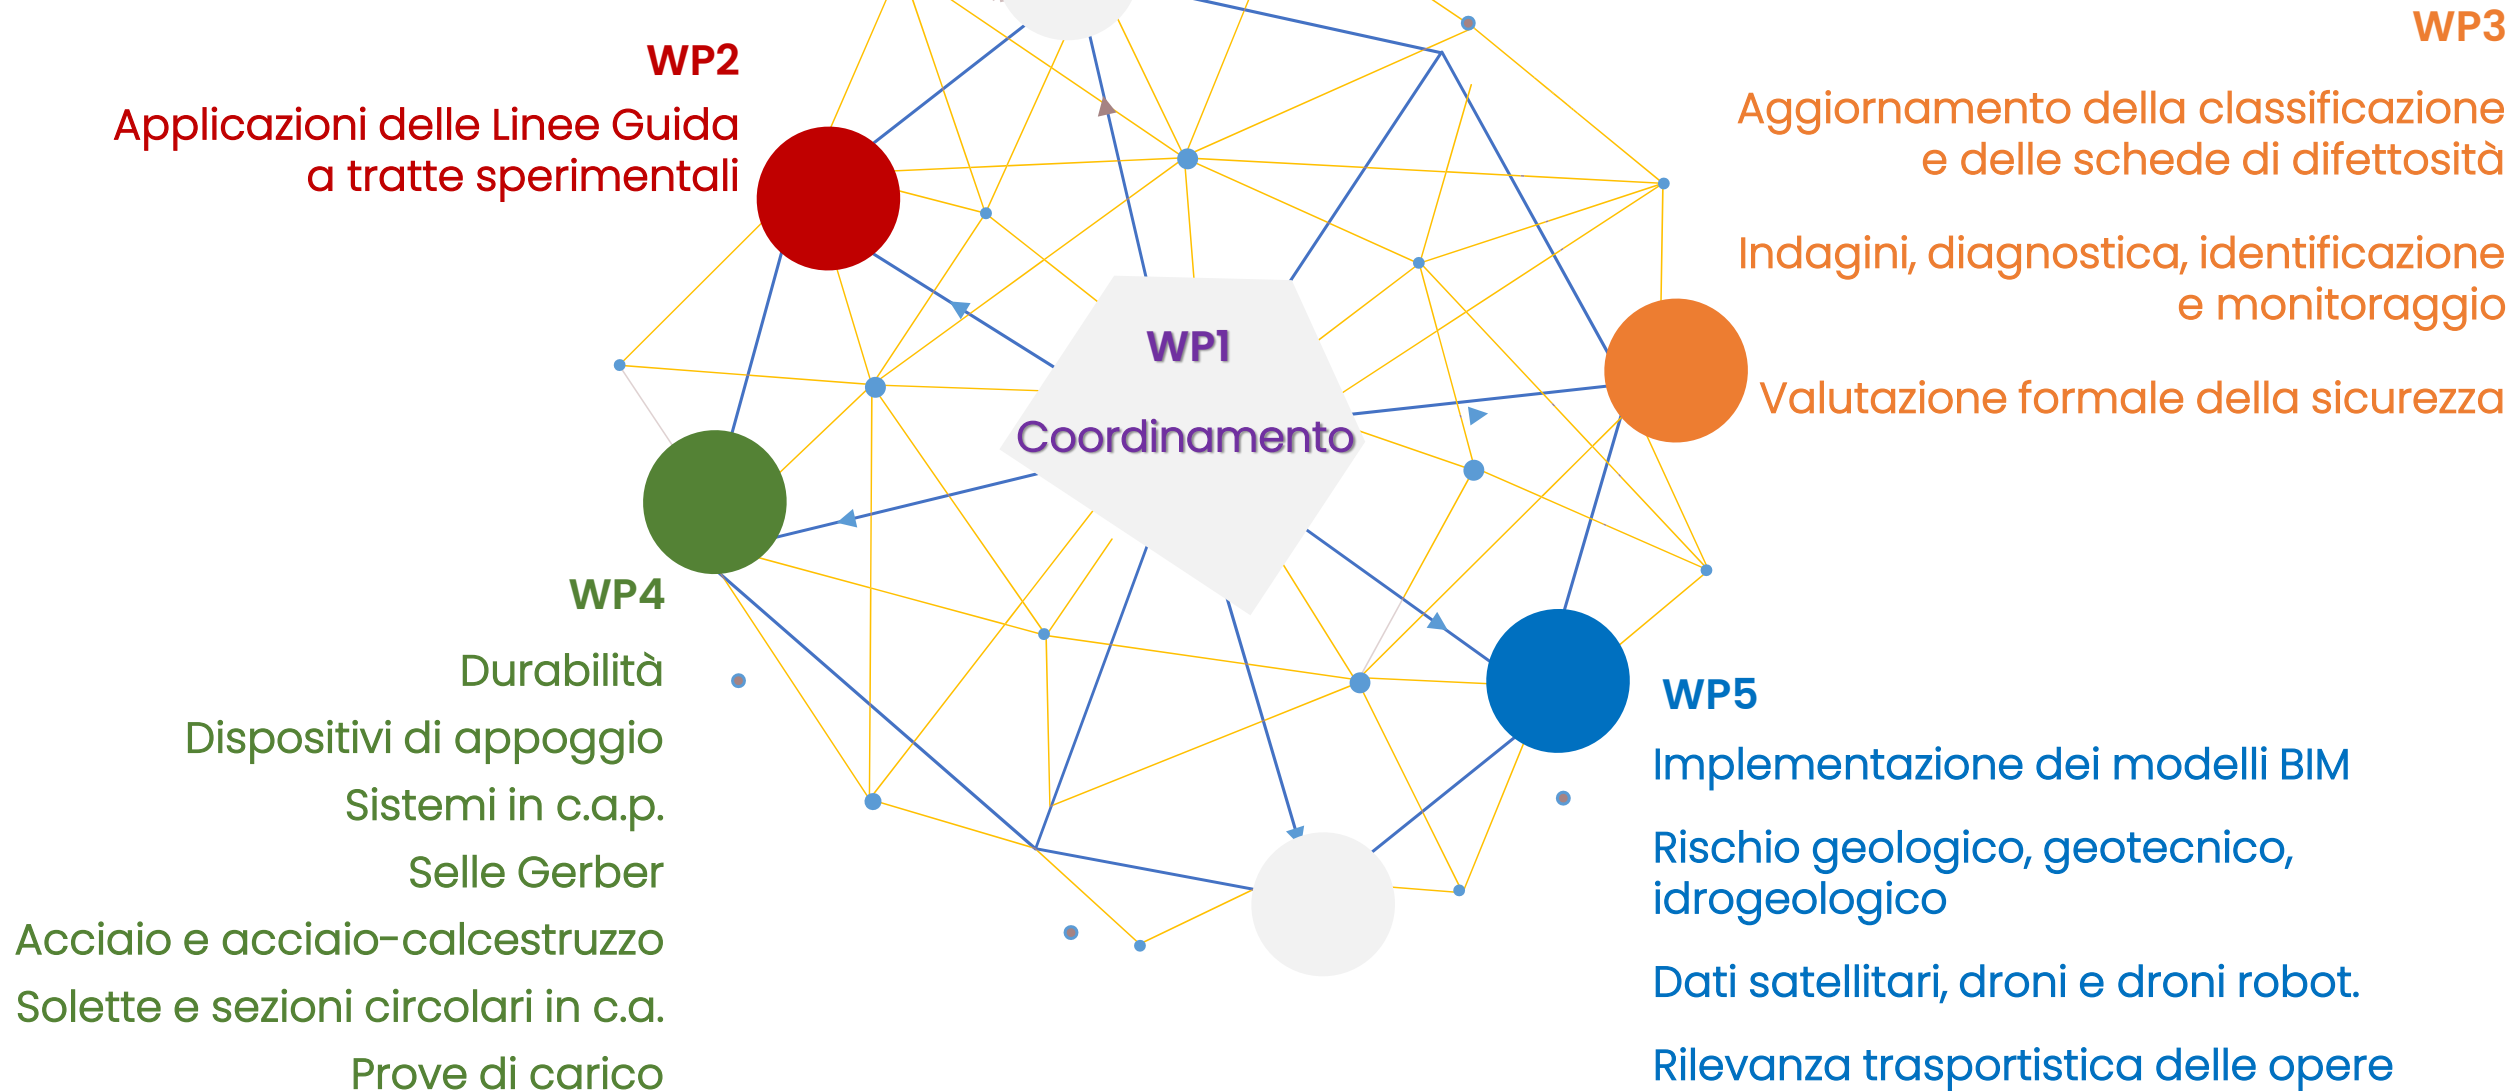 WP2
Applicazioni delle Linee Guida
a tratte sperimentali
WP3
Aggiornamento della classificazione
e delle schede di difettosità
Indagini, diagnostica, identificazione
e monitoraggio
Valutazione formale della sicurezza
WP1
Coordinamento
WP4
Durabilità
Dispositivi di appoggio
Sistemi in c.a.p.
Selle Gerber
Acciaio e acciaio-calcestruzzo
Solette e sezioni circolari in c.a.
Prove di carico
WP5
Implementazione dei modelli BIM
Rischio geologico, geotecnico,
idrogeologico
Dati satellitari, droni e droni robot.
Rilevanza trasportistica delle opere